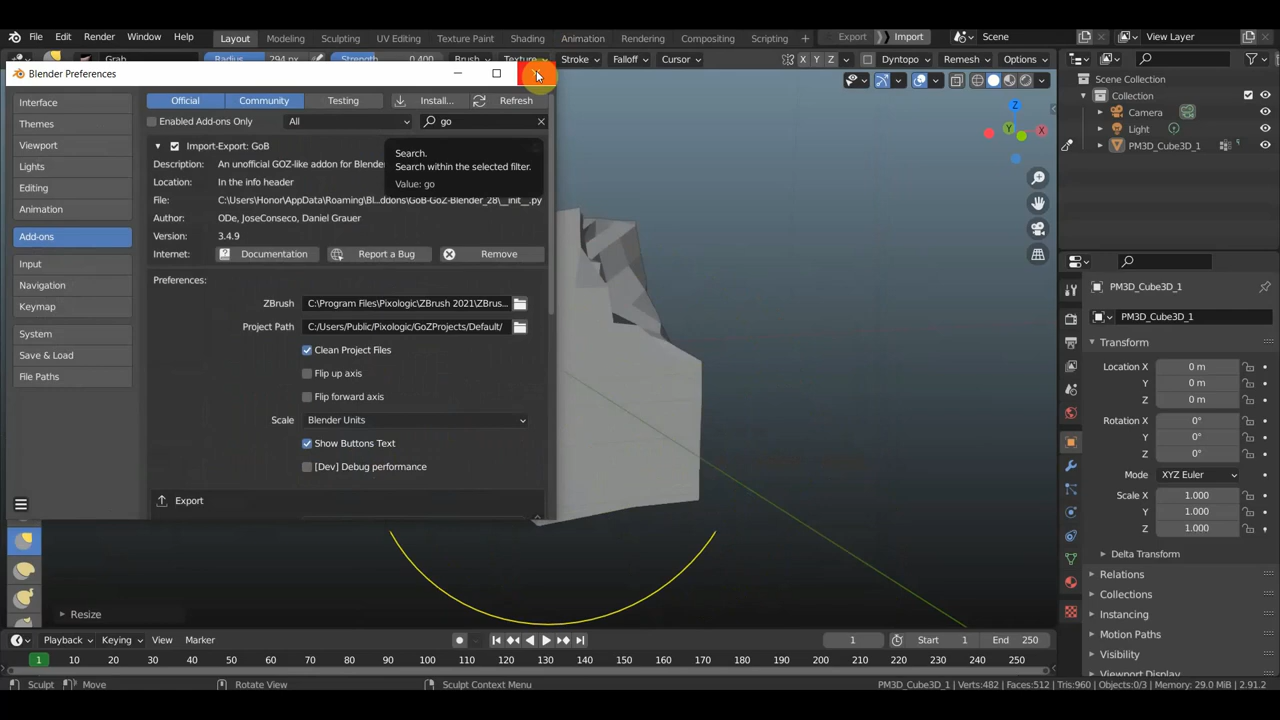 File Edit Render Window Help Layout Modeling Sculpting UV Editing Texture Paint Shading Animation Rendering Compositing Scripting Export Import Scene View Layer
Grab Radius 294 px Strength 0.400 Brush Texture Stroke Falloff Cursor X Y Z Dyntopo Remesh Options
Blender Preferences
Interface
Themes
Viewport
Lights
Editing
Animation
Add-ons
Input
Navigation
Keymap
System
Save & Load
File Paths
Official Community Testing Install... Refresh
Enabled Add-ons Only All go
Import-Export: GoB
Description: An unofficial GOZ-like addon for Blende
Location: In the info header
File: C:\Users\Honor\AppData\Roaming\Bl...ddons\GoB-GoZ-Blender_28\__init__.py
Author: ODe, JoseConseco, Daniel Grauer
Version: 3.4.9
Internet: Documentation Report a Bug Remove
Search.
Search within the selected filter.
Value: go
Preferences:
ZBrush C:\Program Files\Pixologic\ZBrush 2021\ZBrus...
Project Path C:/Users/Public/Pixologic/GoZProjects/Default/
Clean Project Files
Flip up axis
Flip forward axis
Scale Blender Units
Show Buttons Text
[Dev] Debug performance
Export
Resize
Z
Y X
Scene Collection
Collection
Camera
Light
PM3D_Cube3D_1
PM3D_Cube3D_1
PM3D_Cube3D_1
Transform
Location X 0 m
Y 0 m
Z 0 m
Rotation X 0°
Y 0°
Z 0°
Mode XYZ Euler
Scale X 1.000
Y 1.000
Z 1.000
Delta Transform
Relations
Collections
Instancing
Motion Paths
Visibility
Viewport Display
Playback Keying View Marker 1 Start 1 End 250
1 10 20 30 40 50 60 70 80 90 100 110 120 130 140 150 160 170 180 190 200 210 220 230 240 250
Sculpt Move Rotate View Sculpt Context Menu PM3D_Cube3D_1 | Verts:482 | Faces:512 | Tris:960 | Objects:0/3 | Memory: 29.0 MiB | 2.91.2